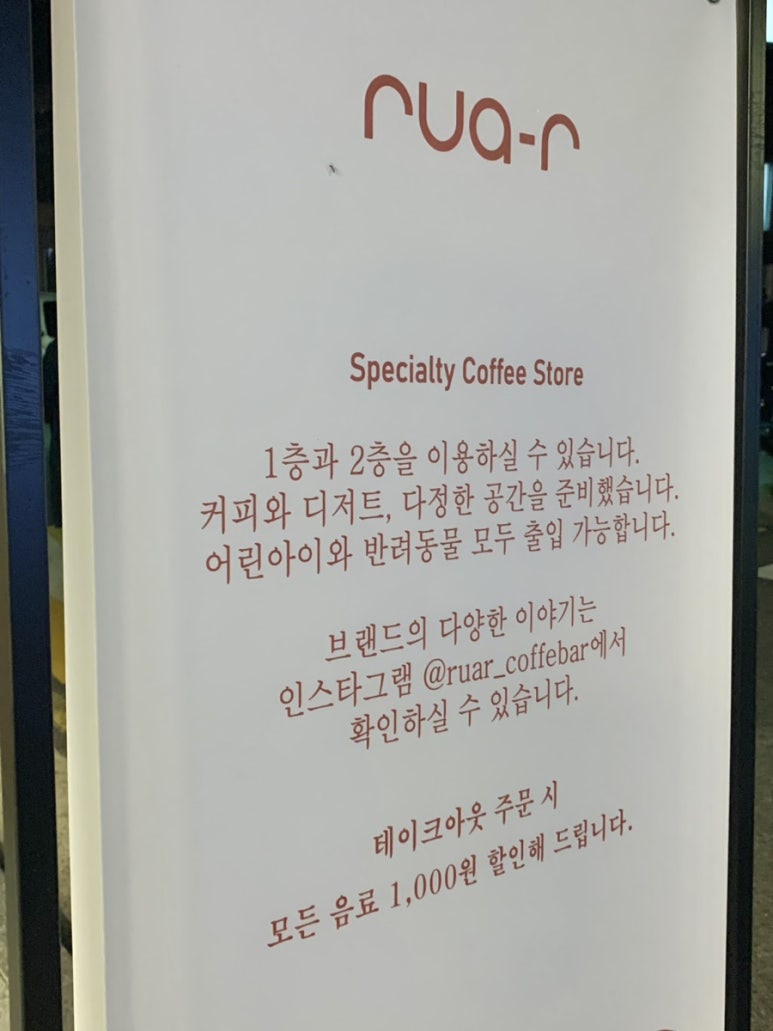 rua-r
Specialty Coffee Store
1층과 2층을 이용하실 수 있습니다.
커피와 디저트, 다정한 공간을 준비했습니다.
어린아이와 반려동물 모두 출입 가능합니다.
브랜드의 다양한 이야기는
인스타그램 @ruar_coffebar에서
확인하실 수 있습니다.
테이크아웃 주문 시
모든 음료 1,000원 할인해 드립니다.